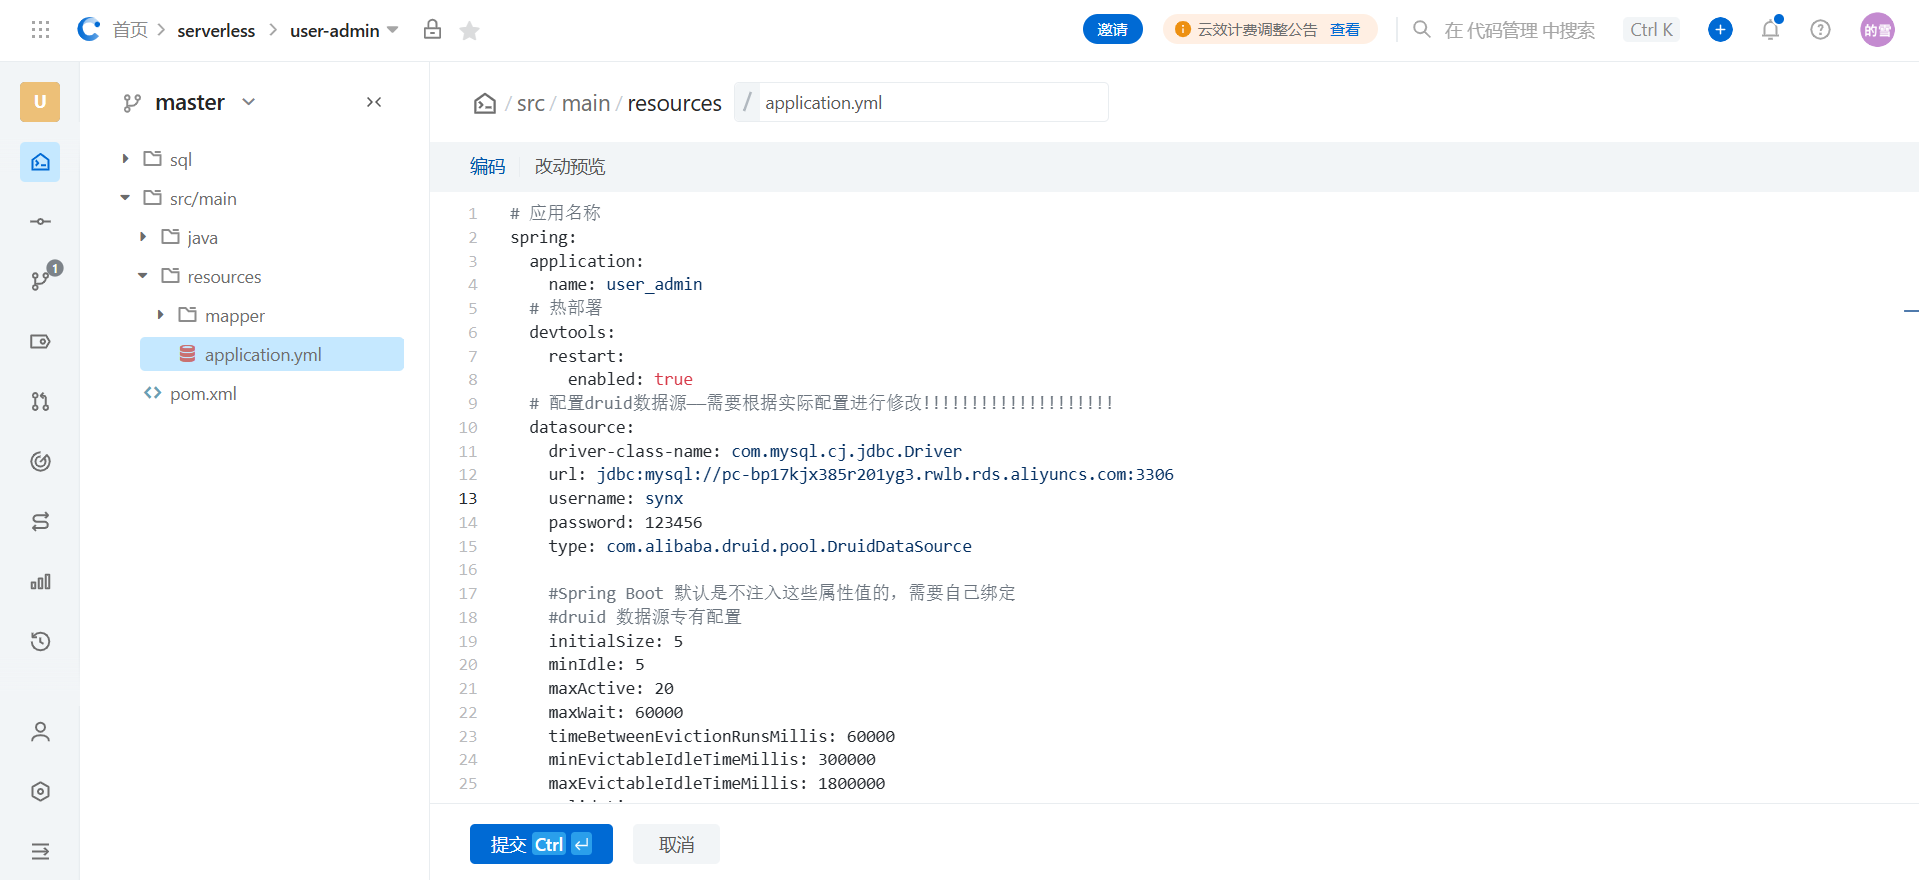 首页 serverless user-admin 邀请 云效计费调整公告 查看 在 代码管理 中搜索 Ctrl K 的雪
U
1
master
sql
src/main
java
resources
mapper
application.yml
pom.xml
/ src / main / resources / application.yml
编码 改动预览
1 # 应用名称
2 spring:
3 application:
4 name: user_admin
5 # 热部署
6 devtools:
7 restart:
8 enabled: true
9 # 配置druid数据源——需要根据实际配置进行修改!!!!!!!!!!!!!!!!!!!!
10 datasource:
11 driver-class-name: com.mysql.cj.jdbc.Driver
12 url: jdbc:mysql://pc-bp17kjx385r201yg3.rwlb.rds.aliyuncs.com:3306
13 username: synx
14 password: 123456
15 type: com.alibaba.druid.pool.DruidDataSource
16
17 #Spring Boot 默认是不注入这些属性值的，需要自己绑定
18 #druid 数据源专有配置
19 initialSize: 5
20 minIdle: 5
21 maxActive: 20
22 maxWait: 60000
23 timeBetweenEvictionRunsMillis: 60000
24 minEvictableIdleTimeMillis: 300000
25 maxEvictableIdleTimeMillis: 1800000
提交 Ctrl ↵ 取消